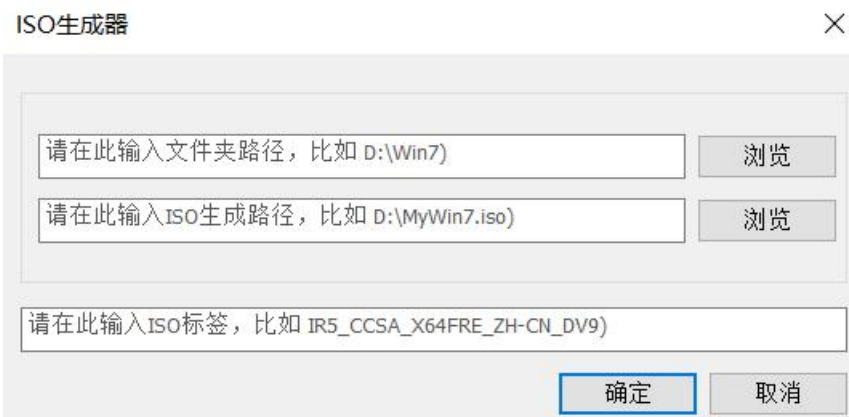 ISO生成器
请在此输入文件夹路径，比如 D:\Win7)
浏览
请在此输入ISO生成路径，比如 D:\MyWin7.iso)
浏览
请在此输入ISO标签，比如 IR5_CCSA_X64FRE_ZH-CN_DV9)
确定
取消